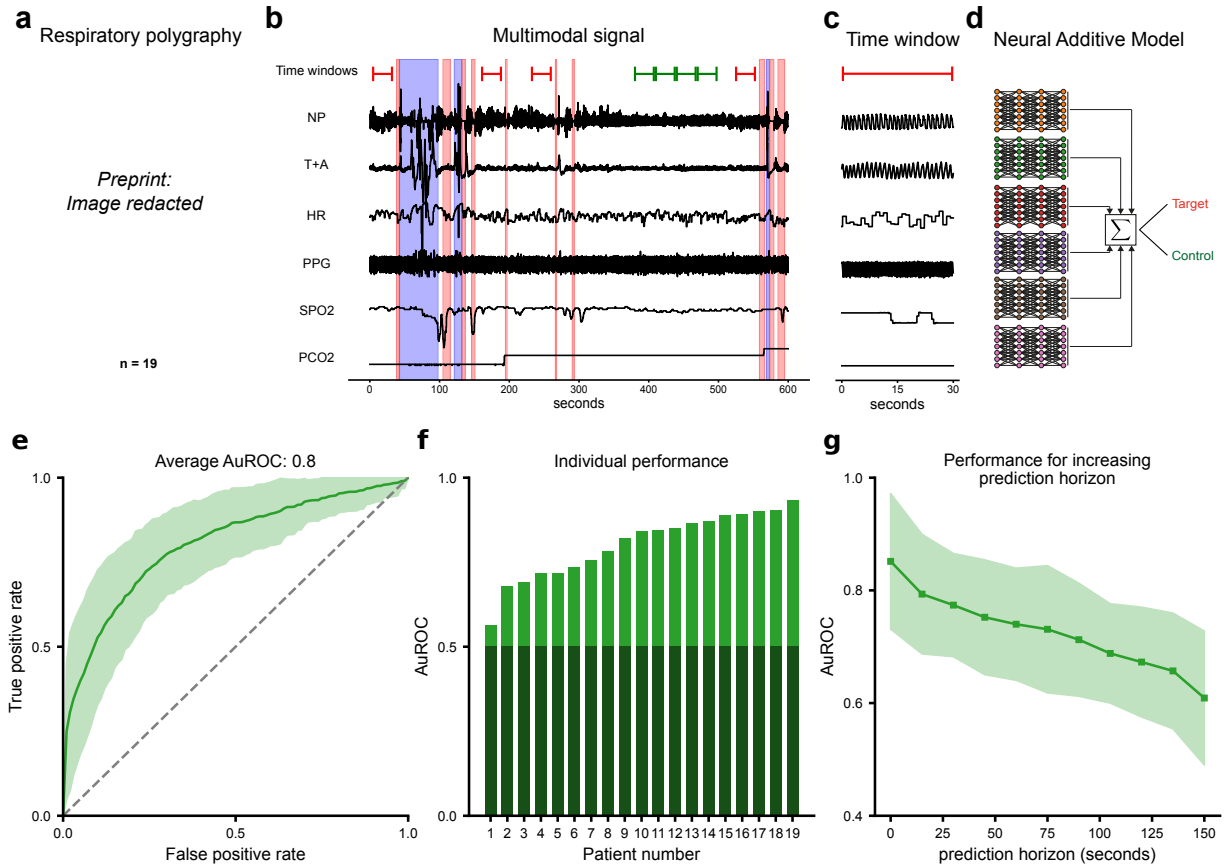 a
Respiratory polygraphy
Preprint:
Image redacted
n = 19
b
Multimodal signal
Time windows
NP
T+A
HR
PPG
SPO2
PCO2
0 100 200 300 400 500 600
seconds
c
Time window
0 15 30
seconds
d
Neural Additive Model
Σ
Target
Control
e
Average AuROC: 0.8
True positive rate
1.0
0.5
0.0
0.0 0.5 1.0
False positive rate
f
Individual performance
AuROC
1.0
0.5
0.0
1 2 3 4 5 6 7 8 9 10 11 12 13 14 15 16 17 18 19
Patient number
g
Performance for increasing
prediction horizon
AuROC
1.0
0.8
0.6
0.4
0 25 50 75 100 125 150
prediction horizon (seconds)